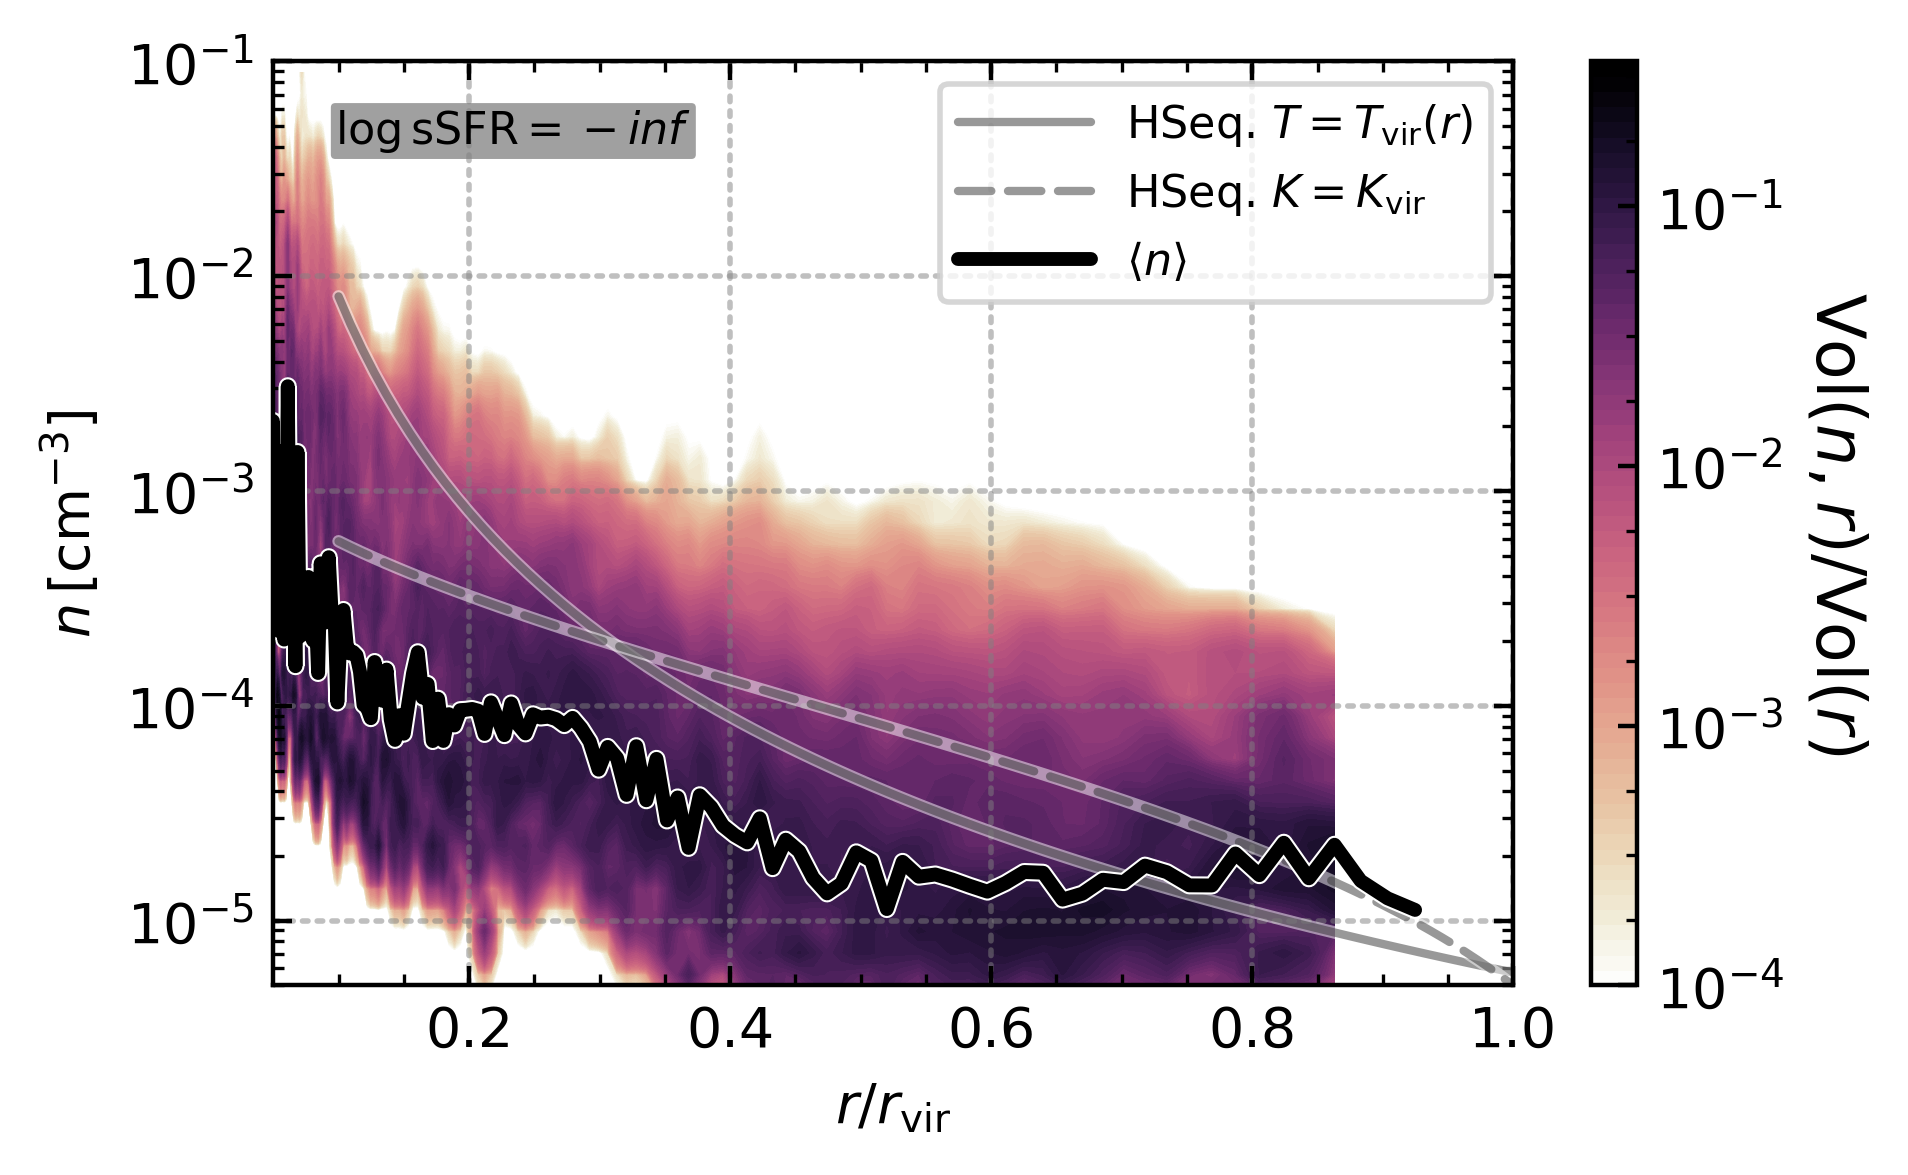 log sSFR = −inf
HSeq. T = T_vir(r)
HSeq. K = K_vir
⟨n⟩
n [cm⁻³]
10⁻¹
10⁻²
10⁻³
10⁻⁴
10⁻⁵
0.2 0.4 0.6 0.8 1.0
r/r_vir
10⁻¹
10⁻²
10⁻³
10⁻⁴
Vol(n, r)/Vol(r)